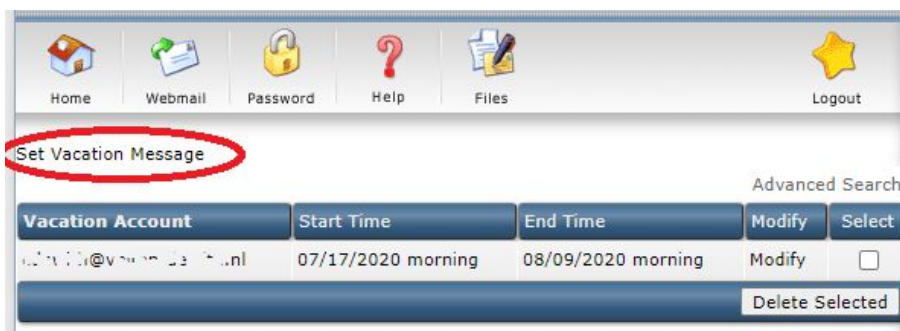 Home Webmail Password Help Files Logout
Set Vacation Message
Advanced Search
Vacation Account Start Time End Time Modify Select
07/17/2020 morning 08/09/2020 morning Modify
Delete Selected